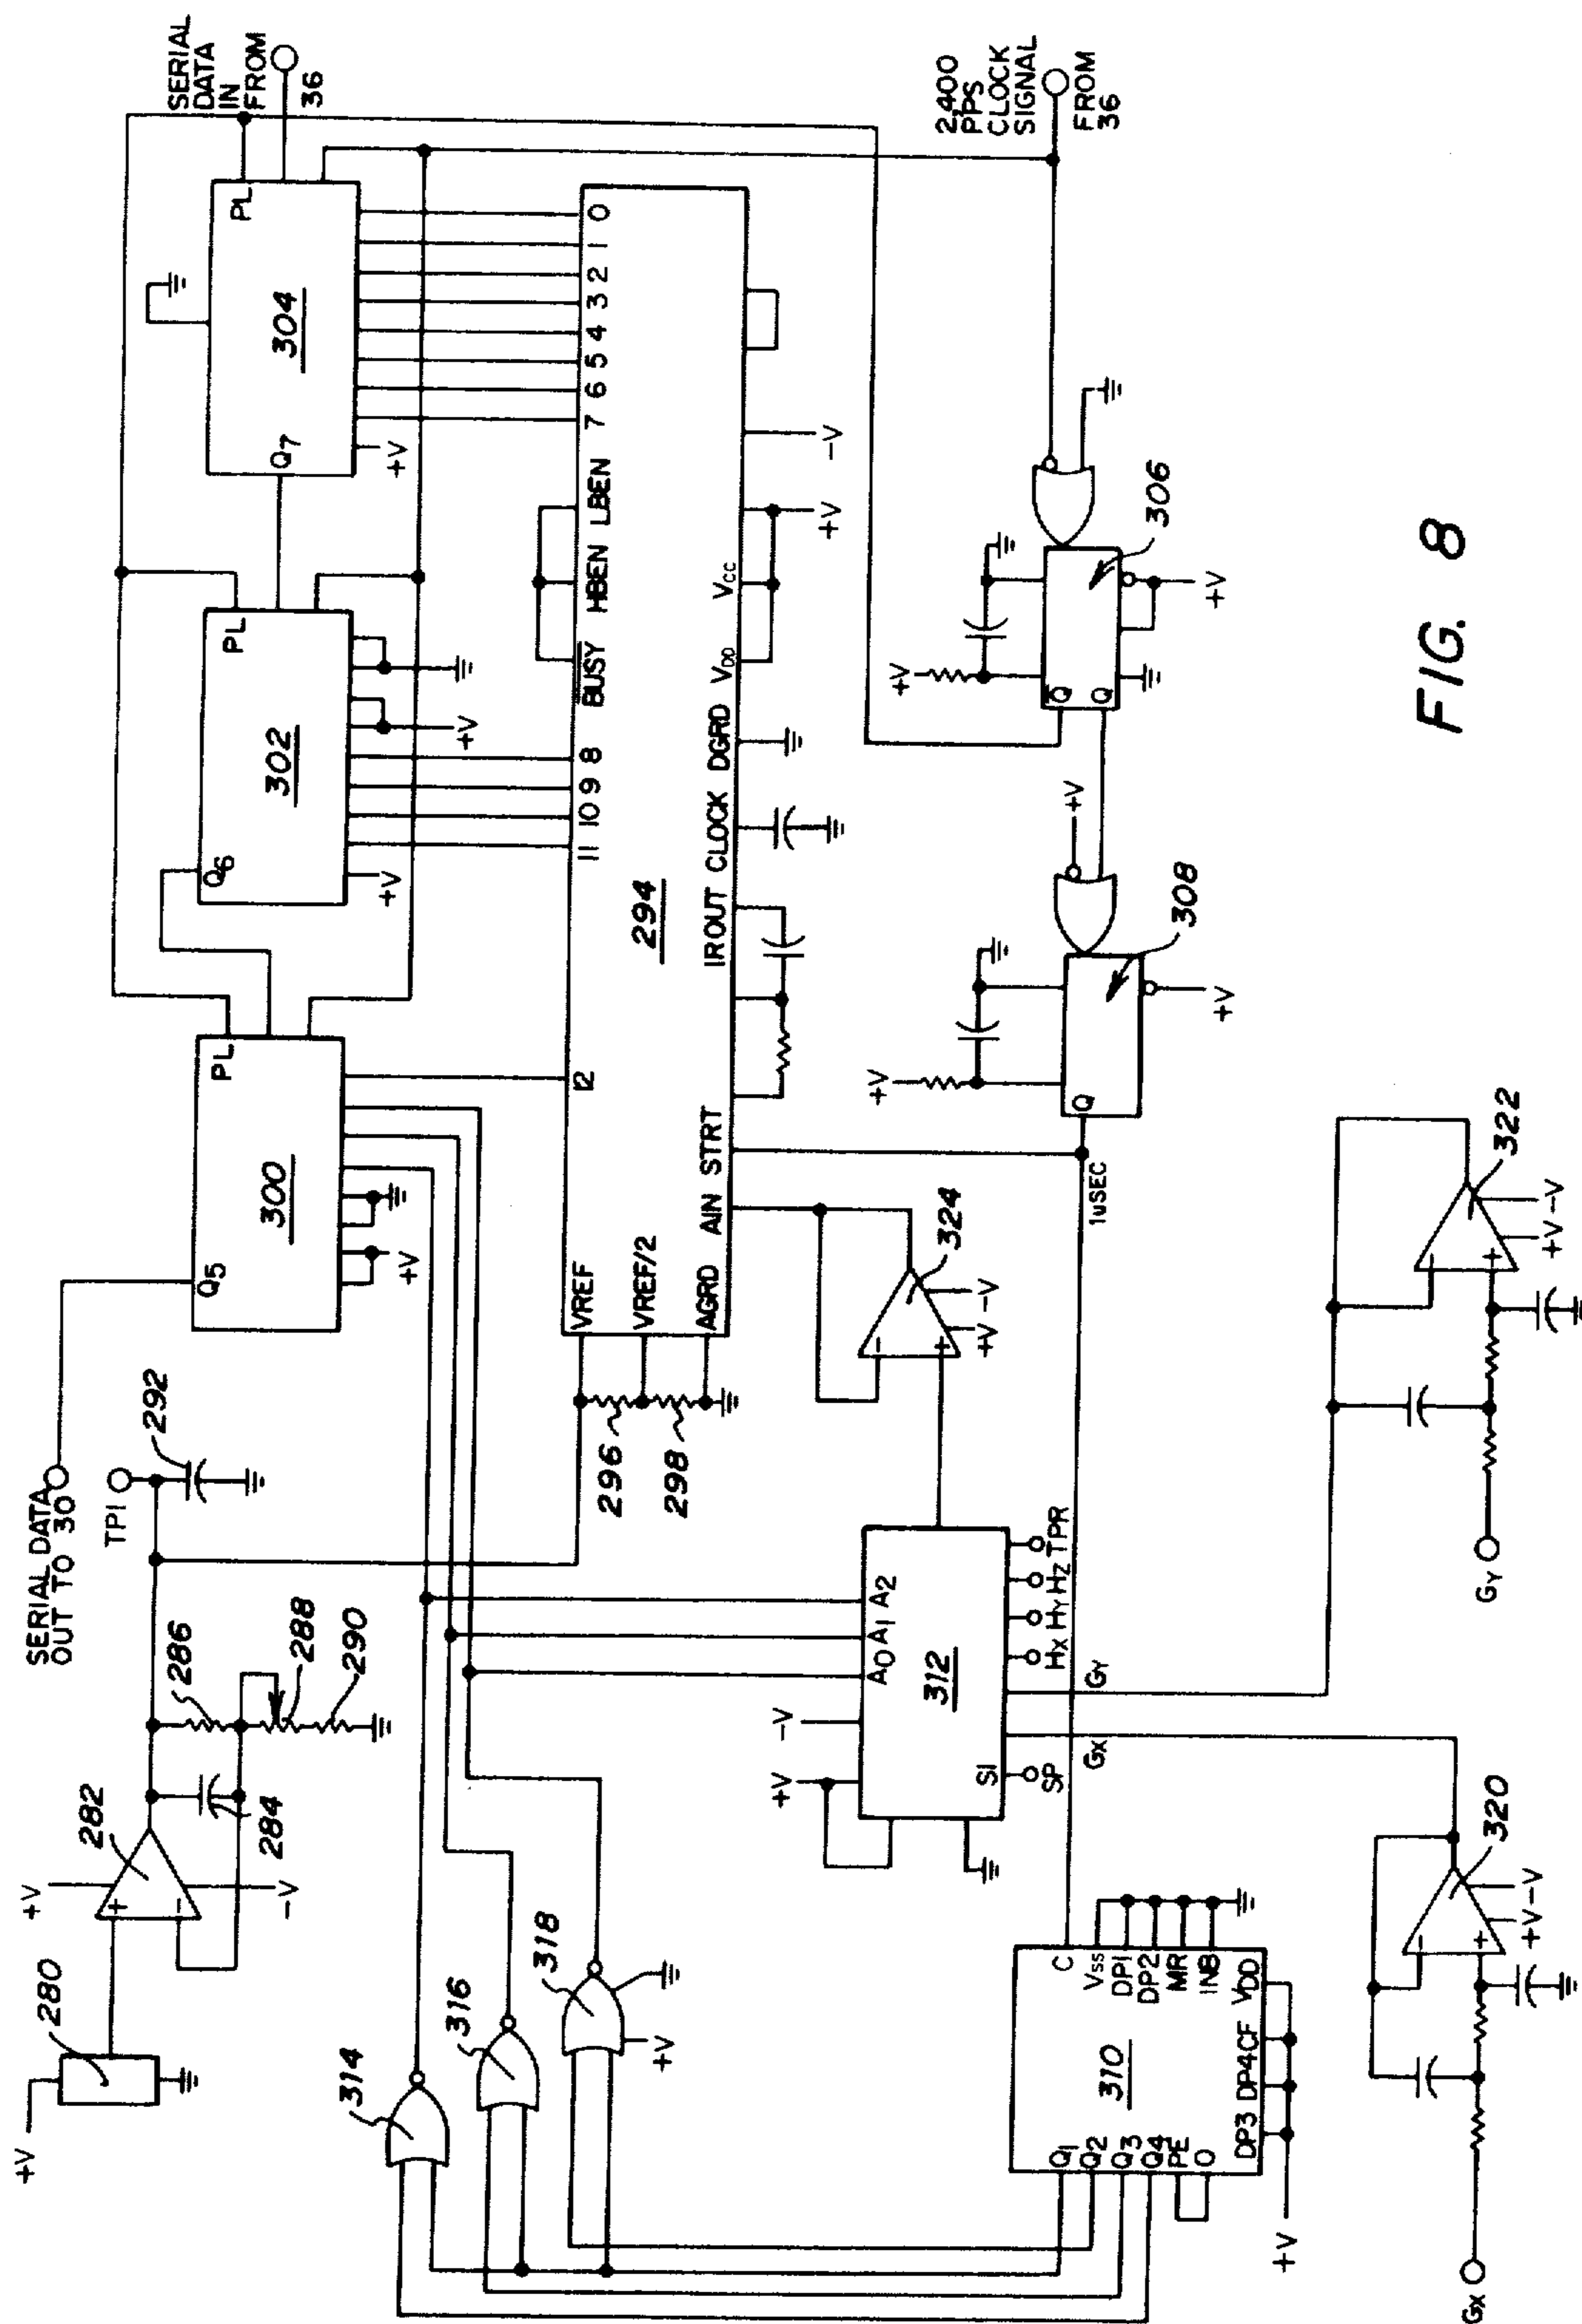 SERIAL
DATA
IN
FROM
36
2,400
PPS
CLOCK
SIGNAL
FROM
36
SERIAL DATA
OUT TO 30
TP1
292
286
288
290
282
284
280
+V
+V
-V
+
-
PL
304
Q7
+V
PL
302
Q6
+V
+V
PL
300
Q5
+V
VREF
VREF/2
AGRD
12
11 10 9 8
BUSY HBEN LBEN
7 6 5 4 3 2 1 0
294
AIN STRT
IROUT CLOCK DGRD VDD VCC
+V
-V
296
298
306
+V
Q
Q
+V
+V
308
+V
Q
+V
1uSEC
324
-
+
+V -V
322
-
+
+V -V
GY
314
316
318
+V
312
A0 A1 A2
+V
-V
S1
SP
GX
GY
HX HY HZ TPR
310
C
VSS
DP1
DP2
MR
INB
Q1
Q2
Q3
Q4
PE
O
DP3 DP4 CF VDD
+V
320
-
+
+V -V
GX
FIG. 8